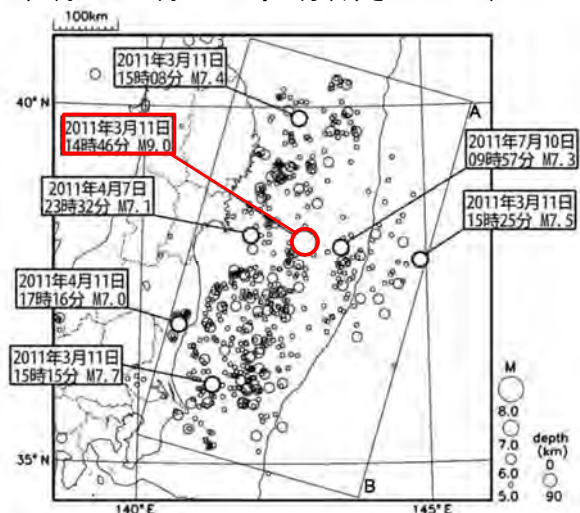 100km
2011年3月11日
15時08分 M7.4
40°N
A
2011年3月11日
14時46分 M9.0
2011年7月10日
09時57分 M7.3
2011年4月7日
23時32分 M7.1
2011年3月11日
15時25分 M7.5
2011年4月11日
17時16分 M7.0
2011年3月11日
15時15分 M7.7
M
8.0
7.0
6.0
5.0
depth
(km)
0
90
35°N
B
140°E
145°E